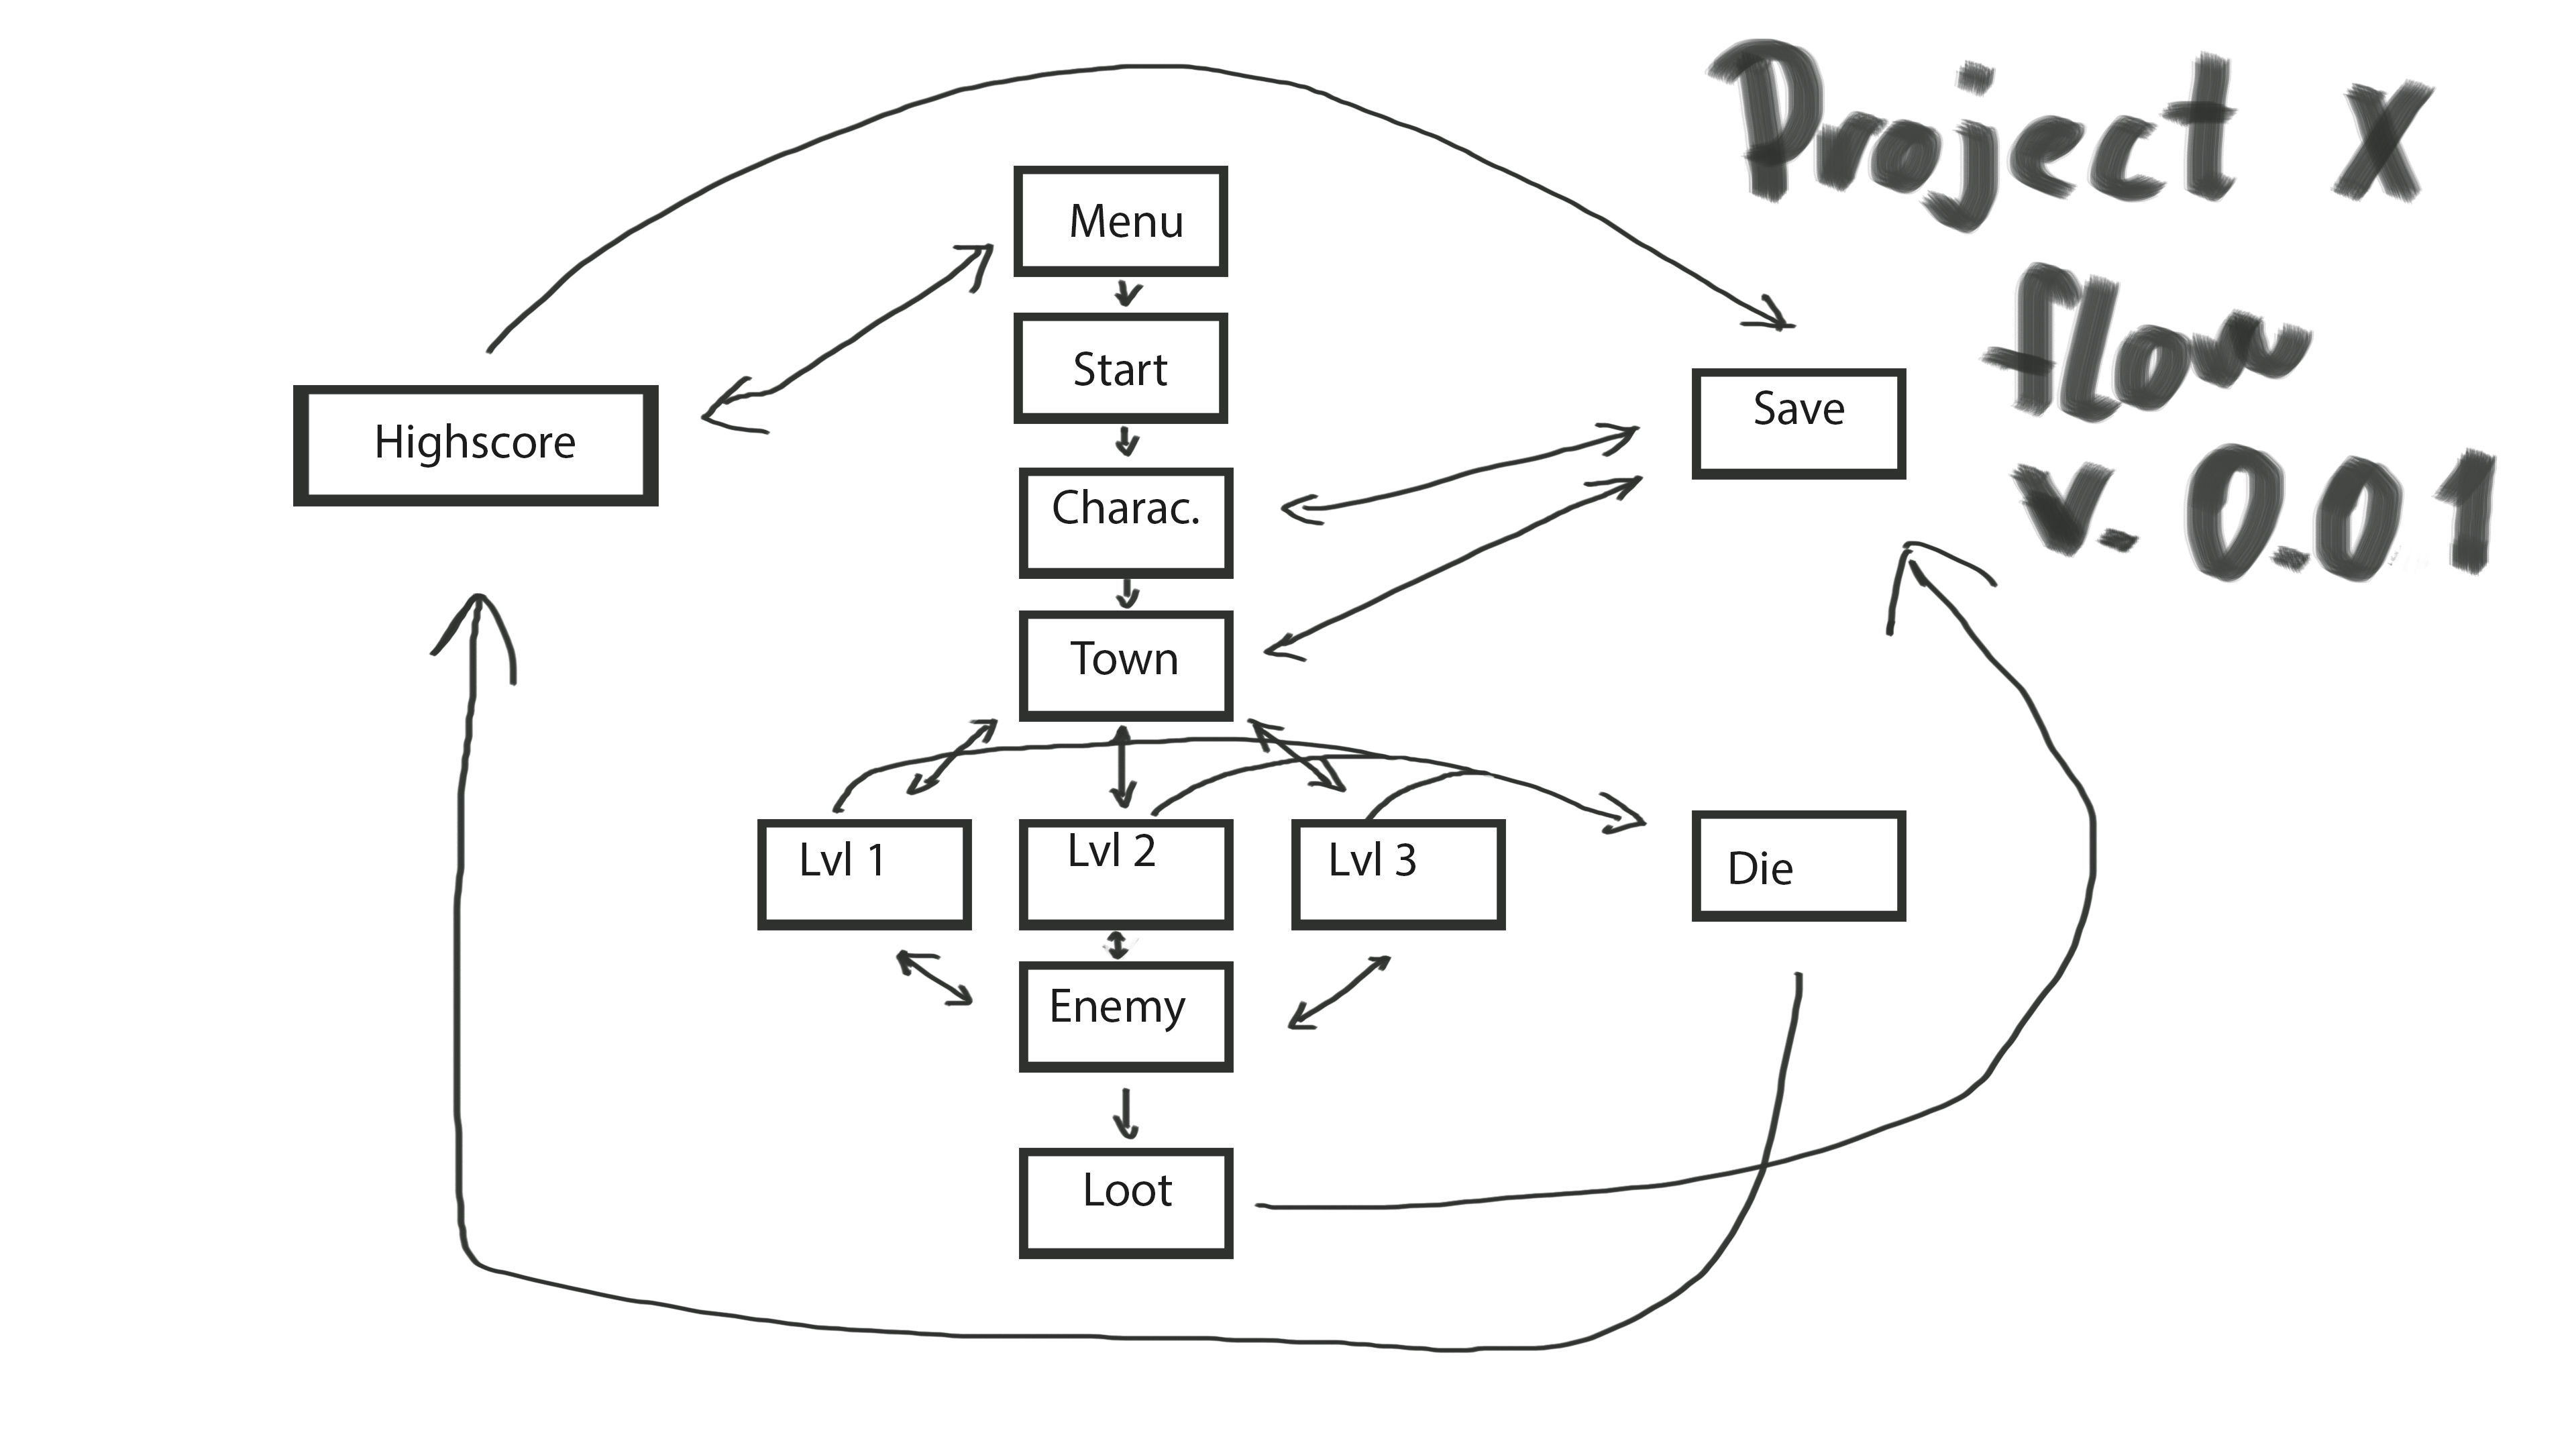 Project X
flow
v. 0.01
Menu
Start
Highscore
Save
Charac.
Town
Lvl 1
Lvl 2
Lvl 3
Die
Enemy
Loot